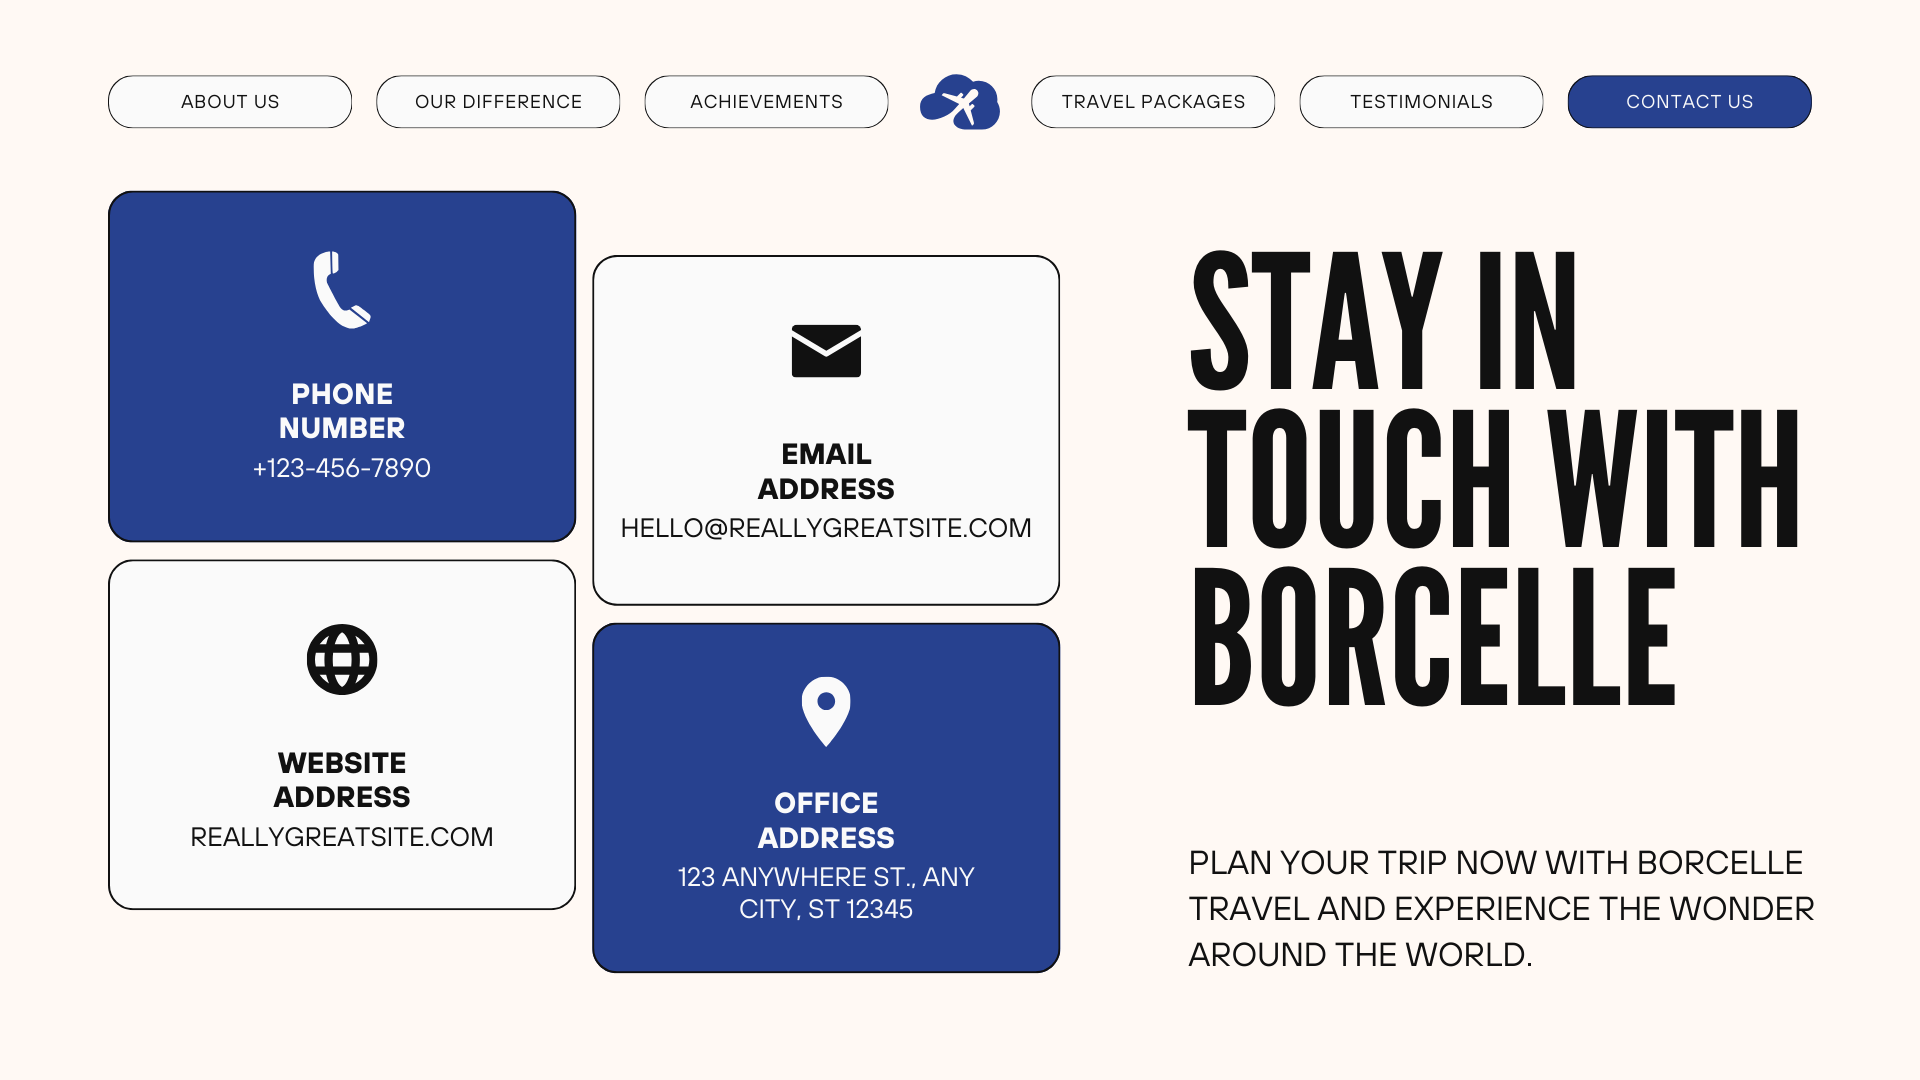 ABOUT US
OUR DIFFERENCE
ACHIEVEMENTS
TRAVEL PACKAGES
TESTIMONIALS
CONTACT US
PHONE
NUMBER
+123-456-7890
EMAIL
ADDRESS
HELLO@REALLYGREATSITE.COM
WEBSITE
ADDRESS
REALLYGREATSITE.COM
OFFICE
ADDRESS
123 ANYWHERE ST., ANY
CITY, ST 12345
STAY IN
TOUCH WITH
BORCELLE
PLAN YOUR TRIP NOW WITH BORCELLE
TRAVEL AND EXPERIENCE THE WONDER
AROUND THE WORLD.